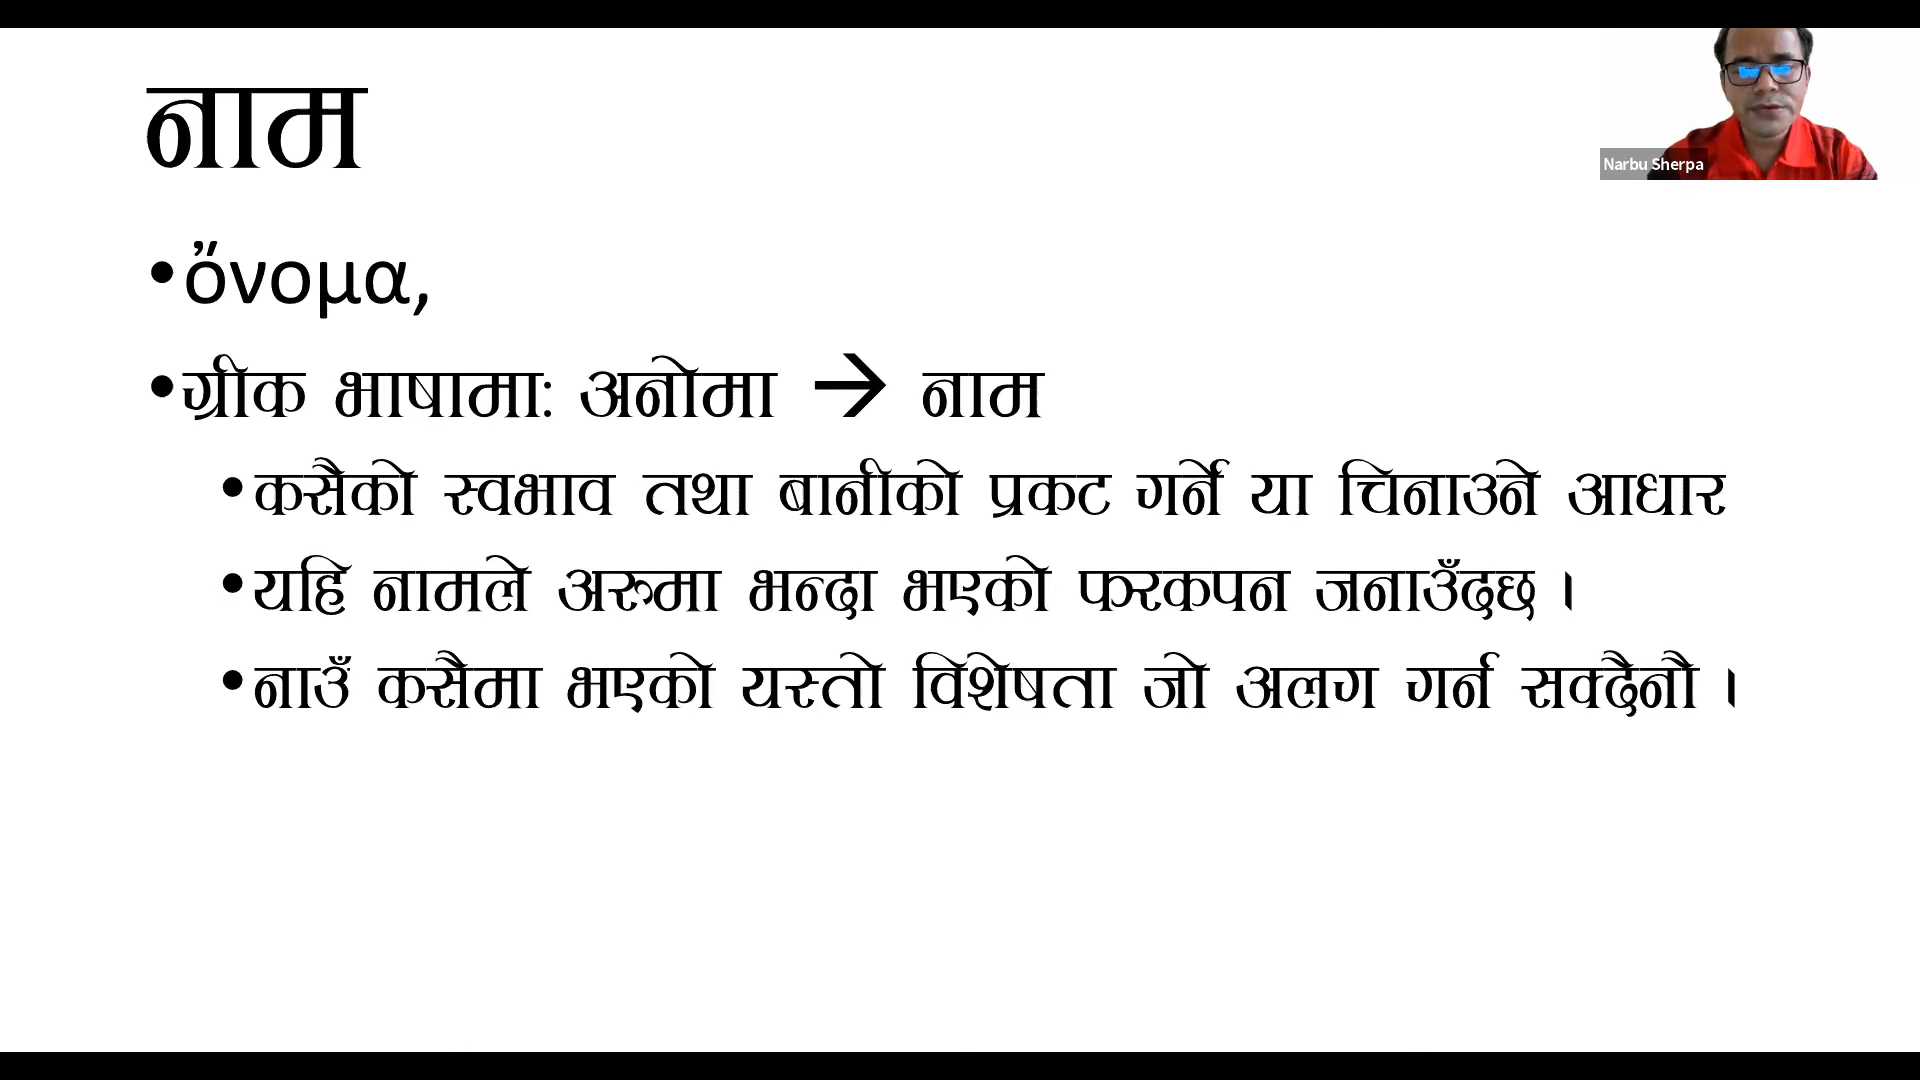 नाम
Narbu Sherpa
•ὄνομα,
•ग्रीक भाषामाः अनोमा → नाम
•कसैको स्वभाव तथा बानीको प्रकट गर्ने या चिनाउने आधार
•यहि नामले अरुमा भन्दा भएको फरकपन जनाउँदछ ।
•नाउँ कसैमा भएको यस्तो विशेषता जो अलग गर्न सक्दैनौ ।